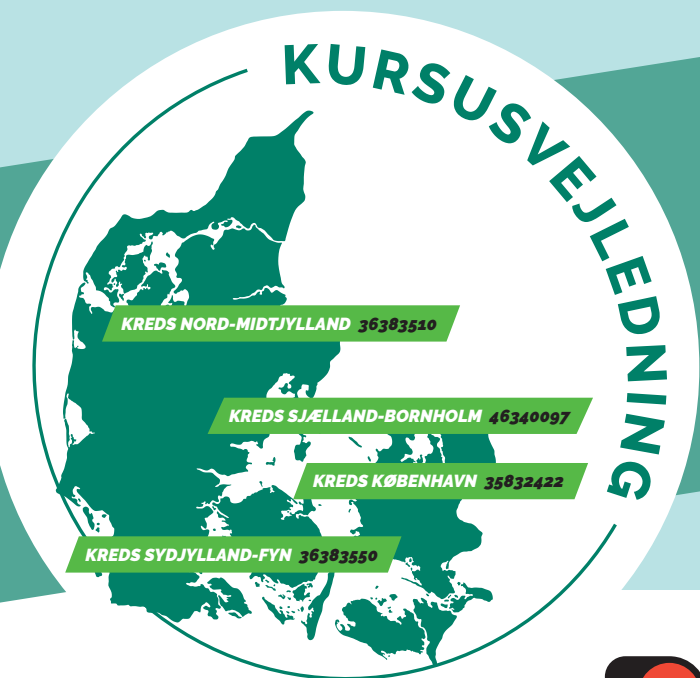 KURSUSVEJLEDNING
KREDS NORD-MIDTJYLLAND 36383510
KREDS SJÆLLAND-BORNHOLM 46340097
KREDS KØBENHAVN 35832422
KREDS SYDJYLLAND-FYN 36383550